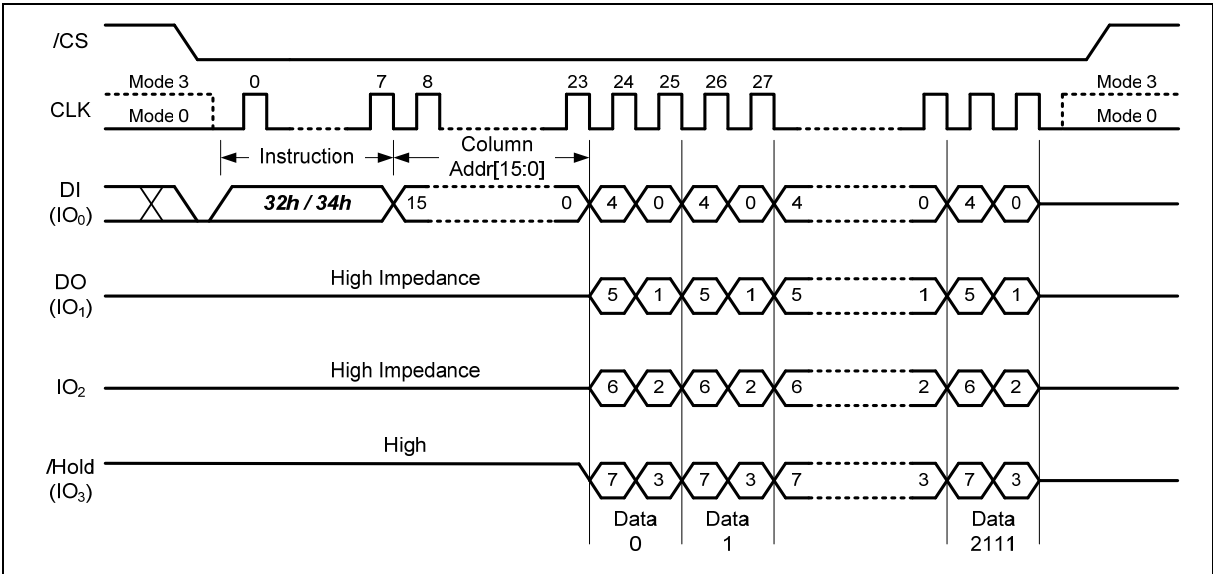 /CS
Mode 3 0 7 8 23 24 25 26 27 Mode 3
CLK
Mode 0 Mode 0
Instruction
Column
Addr[15:0]
DI
(IO₀)
32h / 34h 15 0 4 0 4 0 4 0 4 0
High Impedance
DO
(IO₁)
5 1 5 1 5 1 5 1
High Impedance
IO₂
6 2 6 2 6 2 6 2
High
/Hold
(IO₃)
7 3 7 3 7 3 7 3
Data
0
Data
1
Data
2111